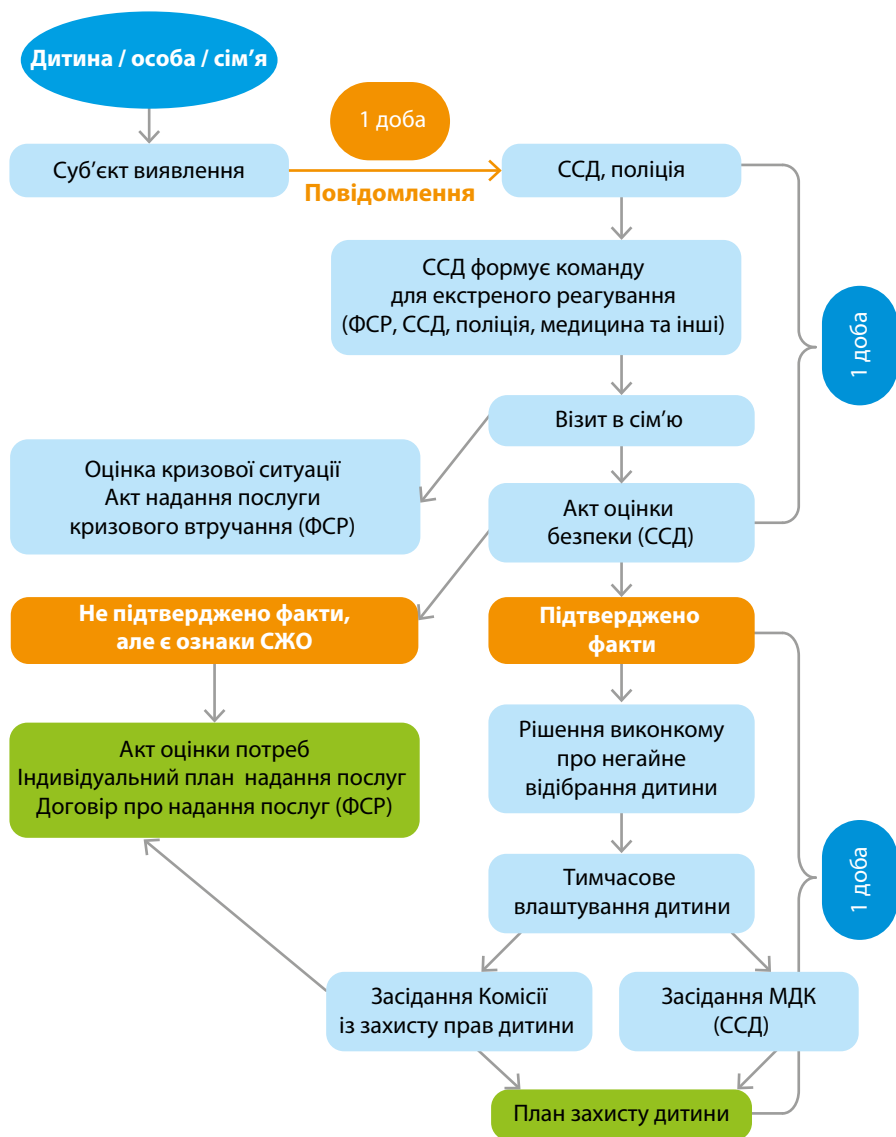 Дитина / особа / сім’я
1 доба
Суб’єкт виявлення
Повідомлення
ССД, поліція
ССД формує команду
для екстреного реагування
(ФСР, ССД, поліція, медицина та інші)
1 доба
Візит в сім’ю
Оцінка кризової ситуації
Акт надання послуги
кризового втручання (ФСР)
Акт оцінки
безпеки (ССД)
Не підтверджено факти,
але є ознаки СЖО
Підтверджено
факти
Акт оцінки потреб
Індивідуальний план надання послуг
Договір про надання послуг (ФСР)
Рішення виконкому
про негайне
відібрання дитини
1 доба
Тимчасове
влаштування дитини
Засідання Комісії
із захисту прав дитини
Засідання МДК
(ССД)
План захисту дитини